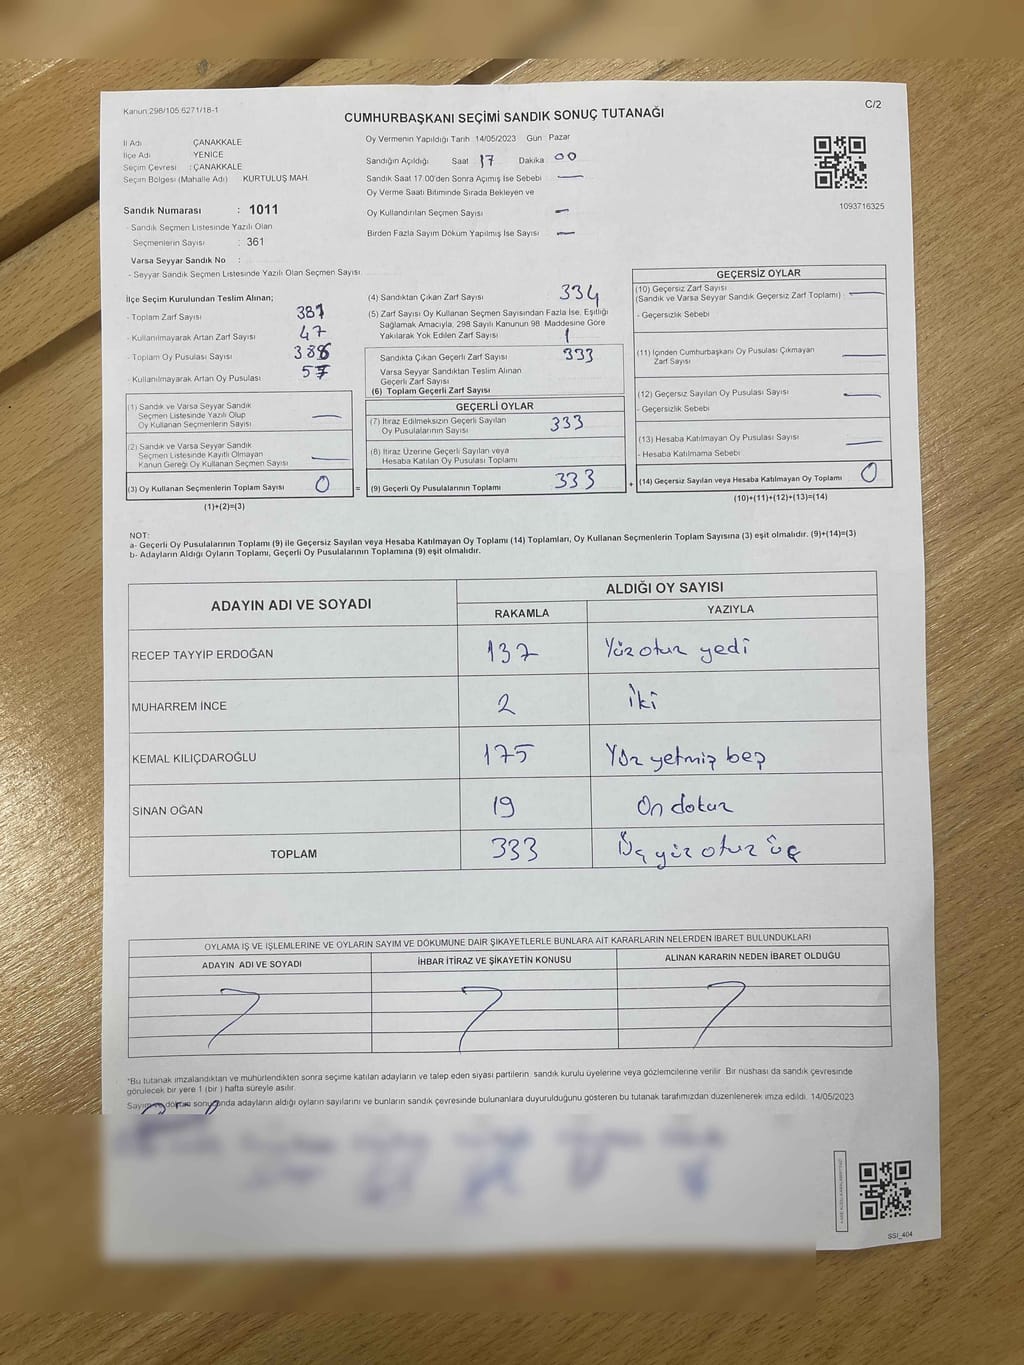 Kanun 298/105 5271/18-1
C/2
CUMHURBAŞKANI SEÇİMİ SANDIK SONUÇ TUTANAĞI
İl Adı ÇANAKKALE
İlçe Adı YENİCE
Seçim Çevresi : ÇANAKKALE
Seçim Bölgesi (Mahalle Adı) KURTULUŞ MAH.
Oy Vermenin Yapıldığı Tarih 14/05/2023 Gün Pazar
Sandığın Açıldığı Saat 17 Dakika 00
Sandık Saat 17.00'den Sonra Açımış İse Sebebi —
Oy Verme Saati Bitiminde Sırada Bekleyen ve
Oy Kullandırılan Seçmen Sayısı —
Birden Fazla Sayım Döküm Yapılmış İse Sayısı —
1093716325
Sandık Numarası : 1011
- Sandık Seçmen Listesinde Yazılı Olan
Seçmenlerin Sayısı : 361
Varsa Seyyar Sandık No :
- Seyyar Sandık Seçmen Listesinde Yazılı Olan Seçmen Sayısı
İlçe Seçim Kurulundan Teslim Alınan;
- Toplam Zarf Sayısı 381
- Kullanılmayarak Artan Zarf Sayısı 47
- Toplam Oy Pusulası Sayısı
- Kullanılmayarak Artan Oy Pusulası
(1) Sandık ve Varsa Seyyar Sandık
Seçmen Listesinde Yazılı Olup
Oy Kullanan Seçmenlerin Sayısı —
(2) Sandık ve Varsa Seyyar Sandık
Seçmen Listesinde Kayıtlı Olmayan
Kanun Gereği Oy Kullanan Seçmen Sayısı —
(3) Oy Kullanan Seçmenlerin Toplam Sayısı 0
(1)+(2)=(3)
(4) Sandıktan Çıkan Zarf Sayısı 334
(5) Zarf Sayısı Oy Kullanan Seçmen Sayısından Fazla İse, Eşitliği
Sağlamak Amacıyla, 298 Sayılı Kanunun 98. Maddesine Göre
Yakılarak Yok Edilen Zarf Sayısı 1
Sandıkta Çıkan Geçerli Zarf Sayısı 333
Varsa Seyyar Sandıktan Teslim Alınan
Geçerli Zarf Sayısı
(6) Toplam Geçerli Zarf Sayısı
GEÇERLİ OYLAR
(7) İtiraz Edilmeksizin Geçerli Sayılan
Oy Pusulalarının Sayısı 333
(8) İtiraz Üzerine Geçerli Sayılan veya
Hesaba Katılan Oy Pusulası Toplamı
= (9) Geçerli Oy Pusulalarının Toplamı 333
GEÇERSİZ OYLAR
(10) Geçersiz Zarf Sayısı
(Sandık ve Varsa Seyyar Sandık Geçersiz Zarf Toplamı) —
- Geçersizlik Sebebi
(11) İçinden Cumhurbaşkanı Oy Pusulası Çıkmayan
Zarf Sayısı —
(12) Geçersiz Sayılan Oy Pusulası Sayısı —
- Geçersizlik Sebebi
(13) Hesaba Katılmayan Oy Pusulası Sayısı —
- Hesaba Katılmama Sebebi
+ (14) Geçersiz Sayılan veya Hesaba Katılmayan Oy Toplamı 0
(10)+(11)+(12)+(13)=(14)
NOT:
a- Geçerli Oy Pusulalarının Toplamı (9) ile Geçersiz Sayılan veya Hesaba Katılmayan Oy Toplamı (14) Toplamları, Oy Kullanan Seçmenlerin Toplam Sayısına (3) eşit olmalıdır. (9)+(14)=(3)
b- Adayların Aldığı Oyların Toplamı, Geçerli Oy Pusulalarının Toplamına (9) eşit olmalıdır.
ADAYIN ADI VE SOYADI
ALDIĞI OY SAYISI
RAKAMLA YAZIYLA
RECEP TAYYİP ERDOĞAN 137 Yüz otuz yedi
MUHARREM İNCE 2 İki
KEMAL KILIÇDAROĞLU 175 Yüz yetmiş beş
SİNAN OĞAN 19 On dokuz
TOPLAM 333 Üç yüz otuz üç
OYLAMA İŞ VE İŞLEMLERİNE VE OYLARIN SAYIM VE DÖKÜMÜNE DAİR ŞİKAYETLERLE BUNLARA AİT KARARLARIN NELERDEN İBARET BULUNDUKLARI
ADAYIN ADI VE SOYADI İHBAR İTİRAZ VE ŞİKAYETİN KONUSU ALINAN KARARIN NEDEN İBARET OLDUĞU
*Bu tutanak imzalandıktan ve mühürlendikten sonra seçime katılan adayların ve talep eden siyasi partilerin sandık kurulu üyelerine veya gözlemcilerine verilir. Bir nüshası da sandık çevresinde
görülecek bir yere 1 (bir ) hafta süreyle asılır.
Sayım döküm sonucunda adayların aldığı oyların sayılarını ve bunların sandık çevresinde bulunanlara duyurulduğunu gösteren bu tutanak tarafımızdan düzenlenerek imza edildi. 14/05/2023
SSI_404